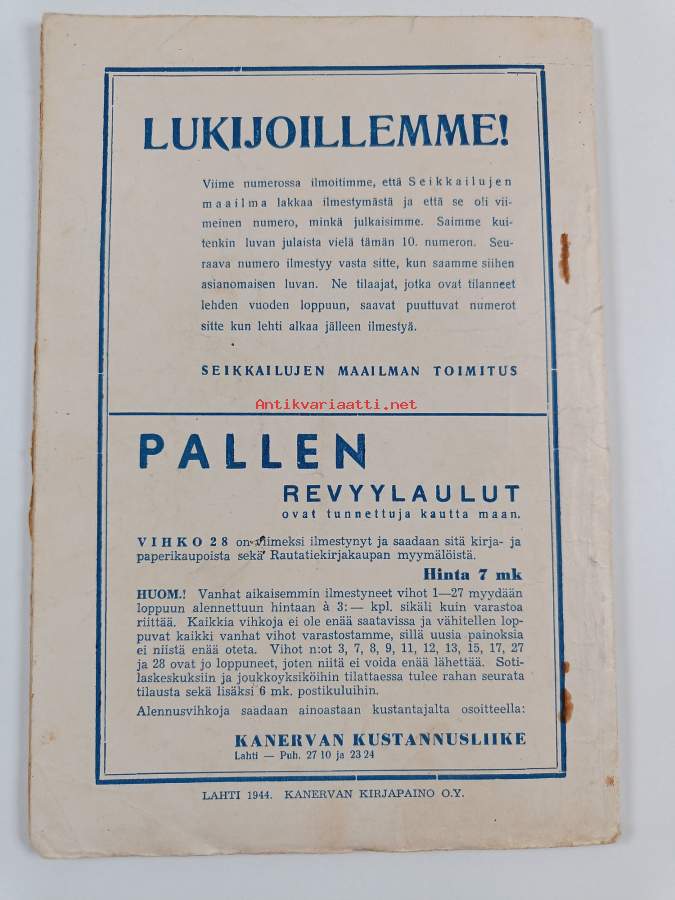 LUKIJOILLEMME!
Viime numerossa ilmoitimme, että Seikkailujen
maailma lakkaa ilmestymästä ja että se oli vii-
meinen numero, minkä julkaisimme. Saimme kui-
tenkin luvan julaista vielä tämän 10. numeron. Seu-
raava numero ilmestyy vasta sitte, kun saamme siihen
asianomaisen luvan. Ne tilaajat, jotka ovat tilanneet
lehden vuoden loppuun, saavat puuttuvat numerot
sitte kun lehti alkaa jälleen ilmestyä.
SEIKKAILUJEN MAAILMAN TOIMITUS
Antikvariaatti.net
PALLEN
REVYYLAULUT
ovat tunnettuja kautta maan.
VIHKO 28 on viimeksi ilmestynyt ja saadaan sitä kirja- ja
paperikaupoista sekä Rautatiekirjakaupan myymälöistä.
Hinta 7 mk
HUOM.! Vanhat aikaisemmin ilmestyneet vihot 1—27 myydään
loppuun alennettuun hintaan à 3:— kpl. sikäli kuin varastoa
riittää. Kaikkia vihkoja ei ole enää saatavissa ja vähitellen lop-
puvat kaikki vanhat vihot varastostamme, sillä uusia painoksia
ei niistä enää oteta. Vihot n:ot 3, 7, 8, 9, 11, 12, 13, 15, 17, 27
ja 28 ovat jo loppuneet, joten niitä ei voida enää lähettää. Soti-
laskeskuksiin ja joukkoyksiköihin tilattaessa tulee rahan seurata
tilausta sekä lisäksi 6 mk. postikuluihin.
Alennusvihkoja saadaan ainoastaan kustantajalta osoitteella:
KANERVAN KUSTANNUSLIIKE
Lahti — Puh. 27 10 ja 23 24
LAHTI 1944. KANERVAN KIRJAPAINO O.Y.